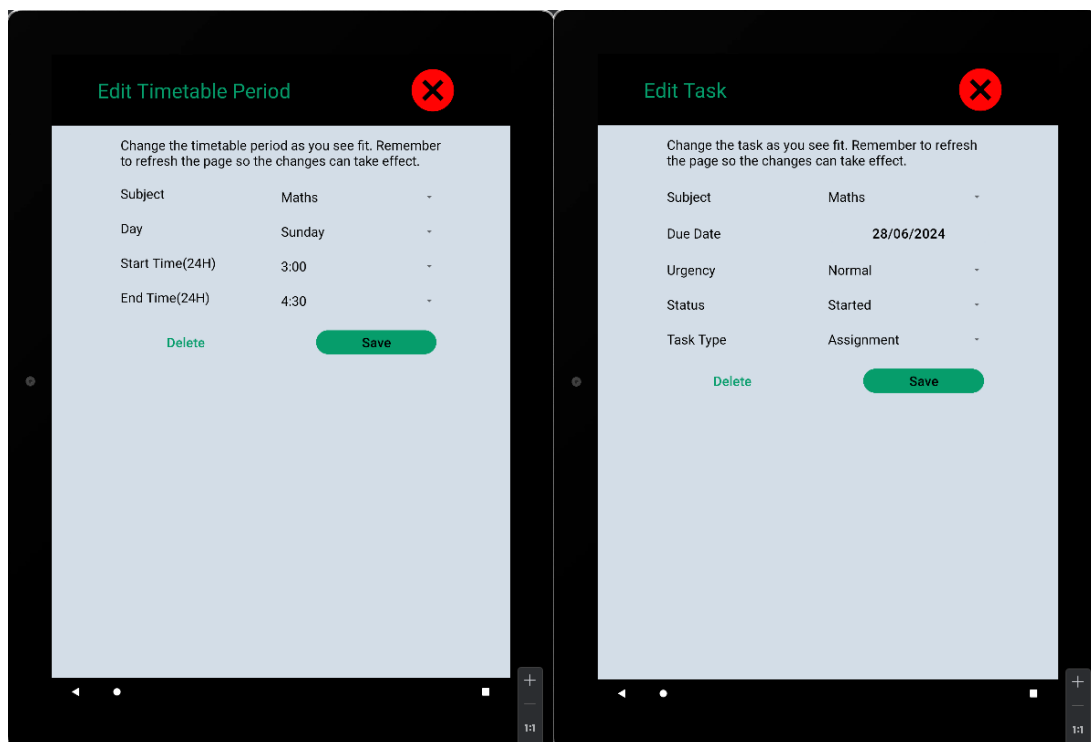 Edit Timetable Period
Change the timetable period as you see fit. Remember
to refresh the page so the changes can take effect.
Subject Maths
Day Sunday
Start Time(24H) 3:00
End Time(24H) 4:30
Delete Save
1:1
Edit Task
Change the task as you see fit. Remember to refresh
the page so the changes can take effect.
Subject Maths
Due Date 28/06/2024
Urgency Normal
Status Started
Task Type Assignment
Delete Save
1:1